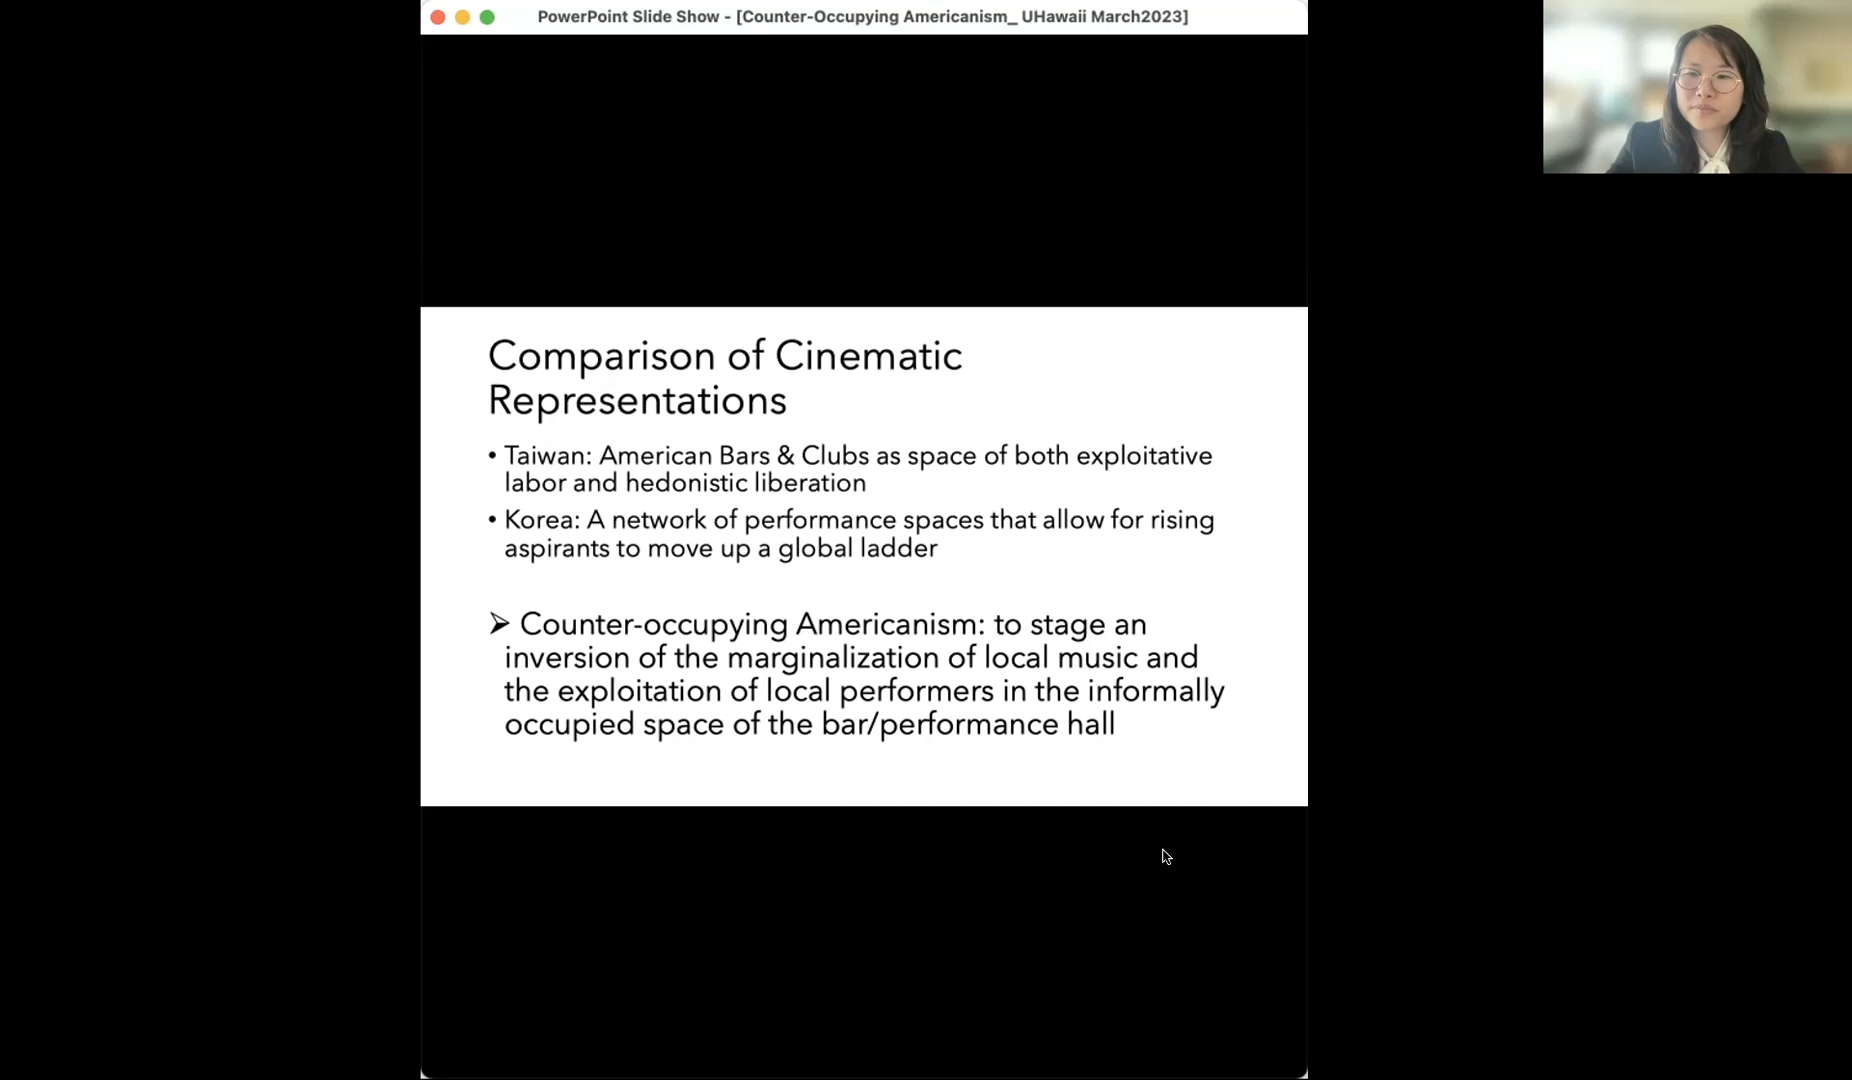 PowerPoint Slide Show - [Counter-Occupying Americanism_ UHawaii March2023]
Comparison of Cinematic
Representations
• Taiwan: American Bars & Clubs as space of both exploitative
labor and hedonistic liberation
• Korea: A network of performance spaces that allow for rising
aspirants to move up a global ladder
➢ Counter-occupying Americanism: to stage an
inversion of the marginalization of local music and
the exploitation of local performers in the informally
occupied space of the bar/performance hall